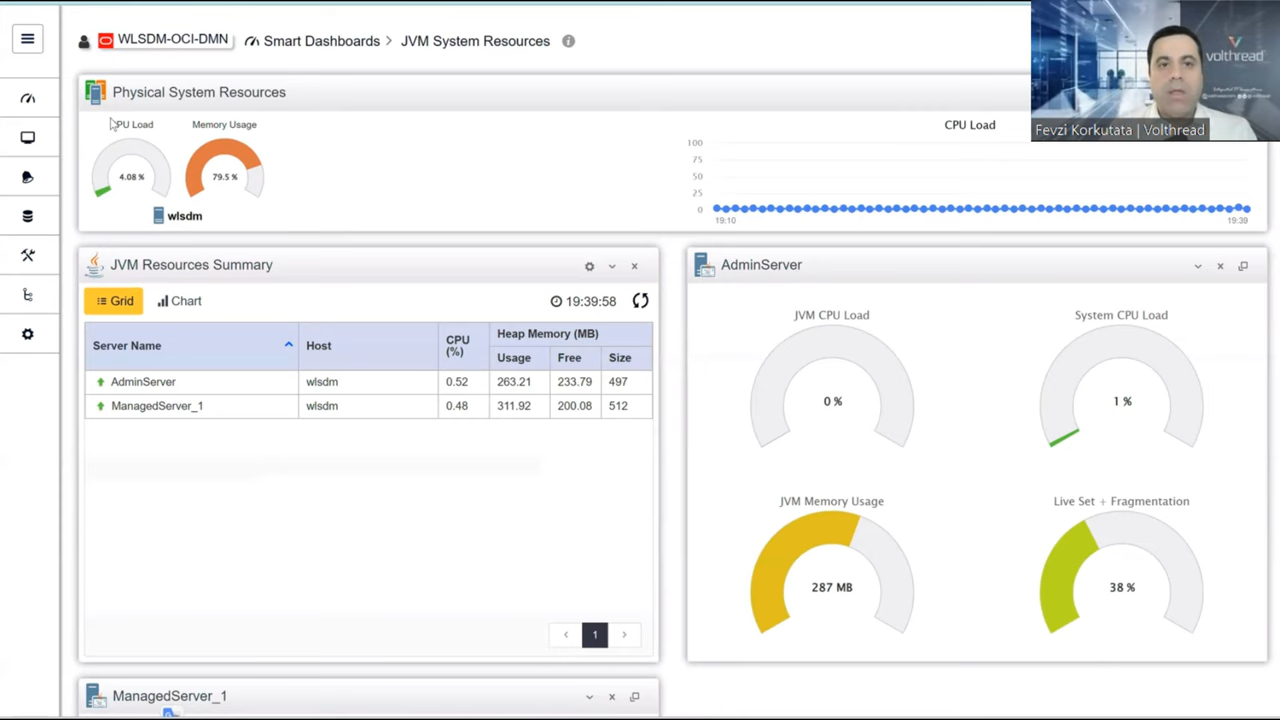 WLSDM-OCI-DMN
Smart Dashboards > JVM System Resources
volthread
Fevzi Korkutata | Volthread
Physical System Resources
CPU Load
Memory Usage
4.08 %
79.5 %
wlsdm
CPU Load
100
75
50
25
0
19:10
19:39
JVM Resources Summary
Grid
Chart
19:39:58
Server Name
Host
CPU (%)
Heap Memory (MB)
Usage
Free
Size
AdminServer wlsdm 0.52 263.21 233.79 497
ManagedServer_1 wlsdm 0.48 311.92 200.08 512
1
AdminServer
JVM CPU Load
0 %
System CPU Load
1 %
JVM Memory Usage
287 MB
Live Set + Fragmentation
38 %
ManagedServer_1